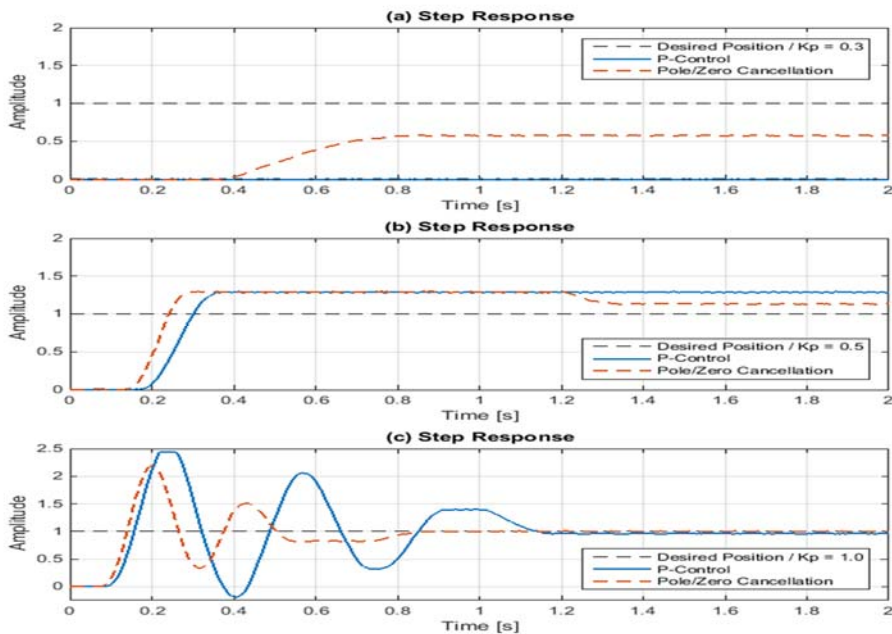 (a) Step Response
2
1.5
1
0.5
0
Amplitude
Desired Position / Kp = 0.3
P-Control
Pole/Zero Cancellation
0 0.2 0.4 0.6 0.8 1 1.2 1.4 1.6 1.8 2
Time [s]
(b) Step Response
2
1.5
1
0.5
0
Amplitude
Desired Position / Kp = 0.5
P-Control
Pole/Zero Cancellation
0 0.2 0.4 0.6 0.8 1 1.2 1.4 1.6 1.8 2
Time [s]
(c) Step Response
2.5
2
1.5
1
0.5
0
Amplitude
Desired Position / Kp = 1.0
P-Control
Pole/Zero Cancellation
0 0.2 0.4 0.6 0.8 1 1.2 1.4 1.6 1.8 2
Time [s]